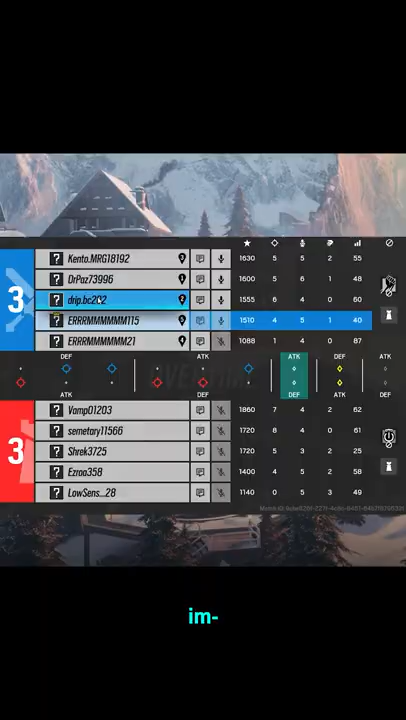 3
Kento.MRG18192 1630 5 5 2 55
DrPaz73996 1600 5 6 1 48
drip.bc202 1555 6 4 0 60
ERRRMMMMMM115 1510 4 5 1 40
ERRRMMMMMM21 1088 1 4 0 87
DEF ATK ATK DEF
OVERTIME
DEF ATK DEF ATK
3
Vamp01203 1860 7 4 2 62
semetary11566 1720 8 4 0 61
Shrek3725 1720 5 3 2 25
Ezraa358 1400 4 5 2 58
LowSens...28 1140 0 5 3 49
im-